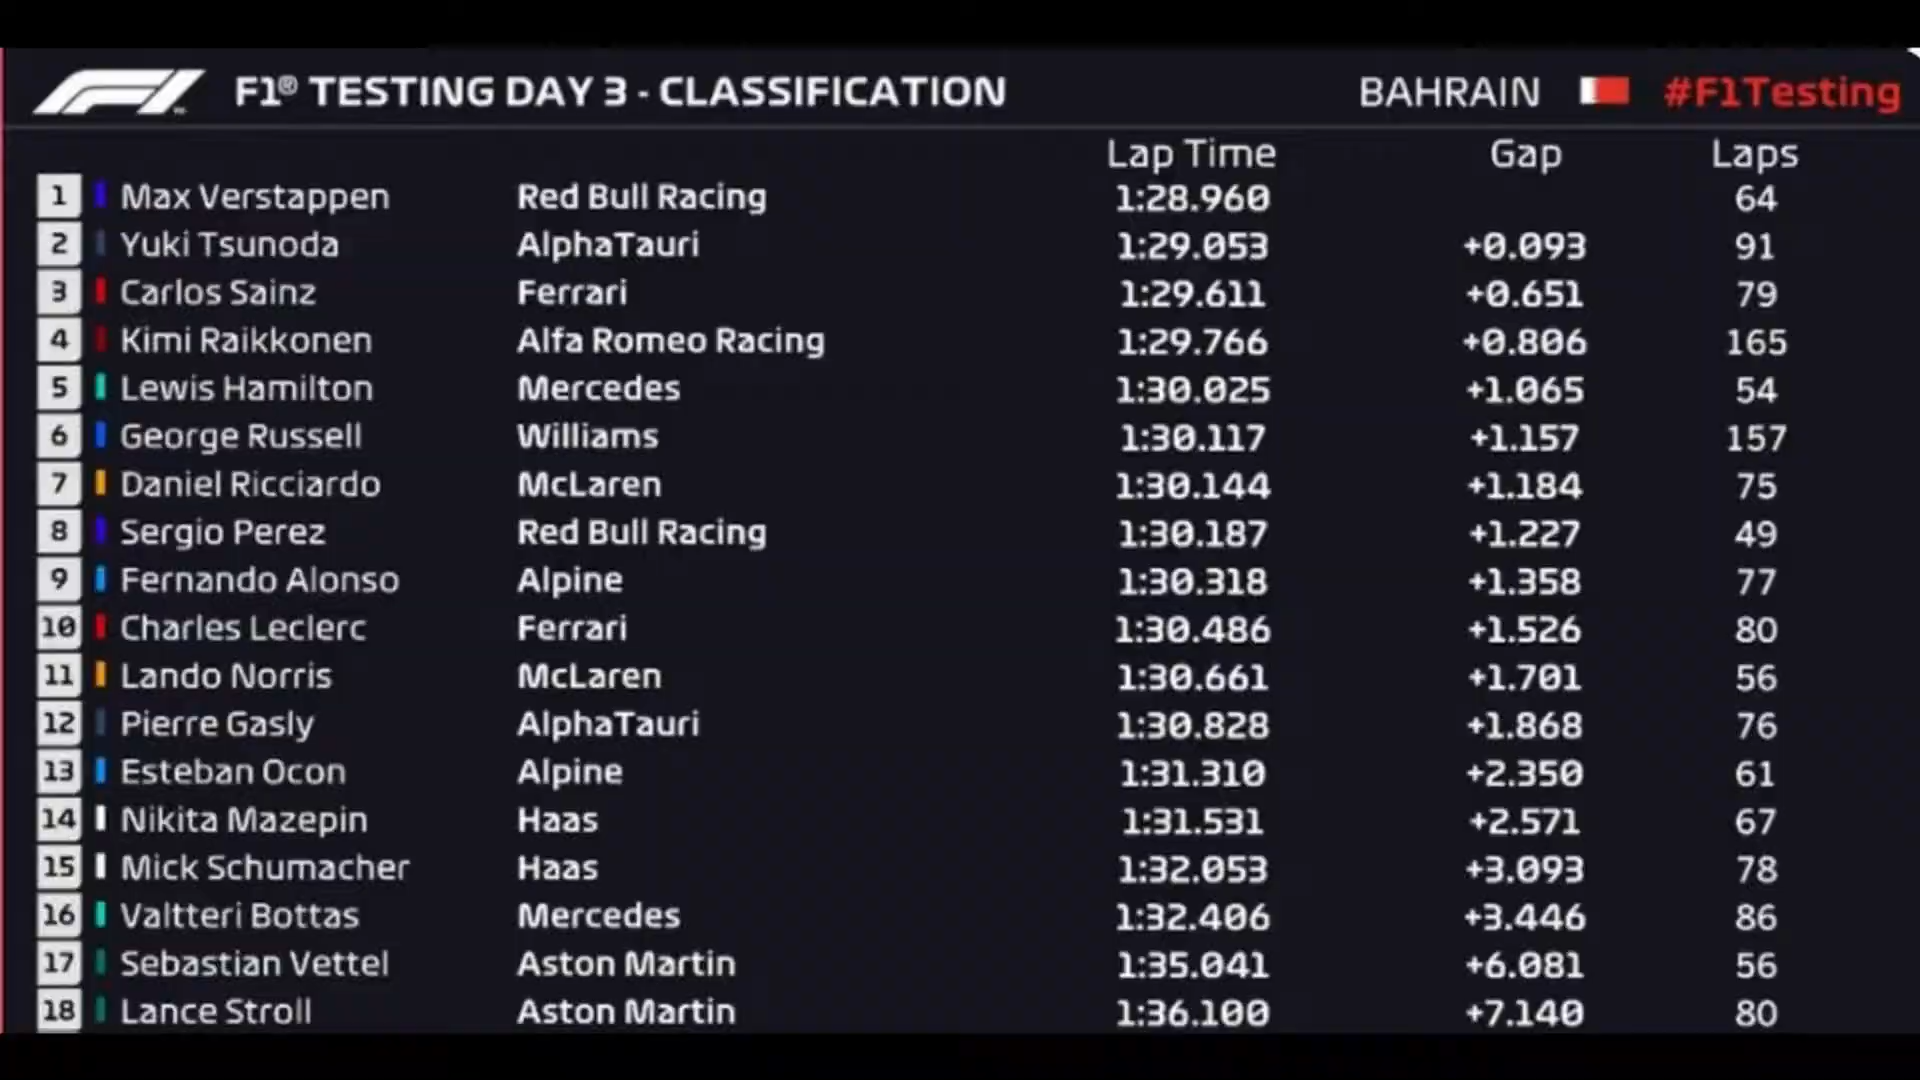 F1® TESTING DAY 3 - CLASSIFICATION BAHRAIN #F1Testing
Lap Time Gap Laps
1 Max Verstappen Red Bull Racing 1:28.960 64
2 Yuki Tsunoda AlphaTauri 1:29.053 +0.093 91
3 Carlos Sainz Ferrari 1:29.611 +0.651 79
4 Kimi Raikkonen Alfa Romeo Racing 1:29.766 +0.806 165
5 Lewis Hamilton Mercedes 1:30.025 +1.065 54
6 George Russell Williams 1:30.117 +1.157 157
7 Daniel Ricciardo McLaren 1:30.144 +1.184 75
8 Sergio Perez Red Bull Racing 1:30.187 +1.227 49
9 Fernando Alonso Alpine 1:30.318 +1.358 77
10 Charles Leclerc Ferrari 1:30.486 +1.526 80
11 Lando Norris McLaren 1:30.661 +1.701 56
12 Pierre Gasly AlphaTauri 1:30.828 +1.868 76
13 Esteban Ocon Alpine 1:31.310 +2.350 61
14 Nikita Mazepin Haas 1:31.531 +2.571 67
15 Mick Schumacher Haas 1:32.053 +3.093 78
16 Valtteri Bottas Mercedes 1:32.406 +3.446 86
17 Sebastian Vettel Aston Martin 1:35.041 +6.081 56
18 Lance Stroll Aston Martin 1:36.100 +7.140 80